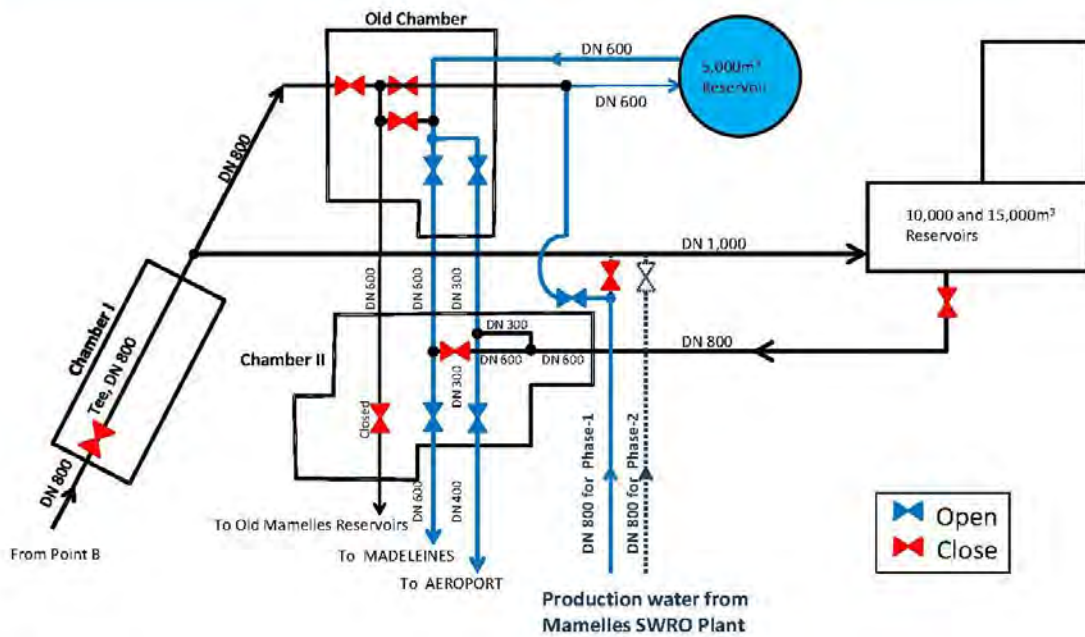 Old Chamber
DN 600
5,000m³
Reservoir
DN 600
DN 800
10,000 and 15,000m³
Reservoirs
DN 1,000
DN 600
DN 600
DN 300
Chamber I
Tee, DN 800
DN 300
Chamber II
DN 600
DN 600
DN 800
DN 300
Closed
DN 800
DN 600
DN 400
DN 800 for Phase-1
DN 800 for Phase-2
Open
Close
To Old Mamelles Reservoirs
From Point B
To MADELEINES
To AEROPORT
Production water from
Mamelles SWRO Plant